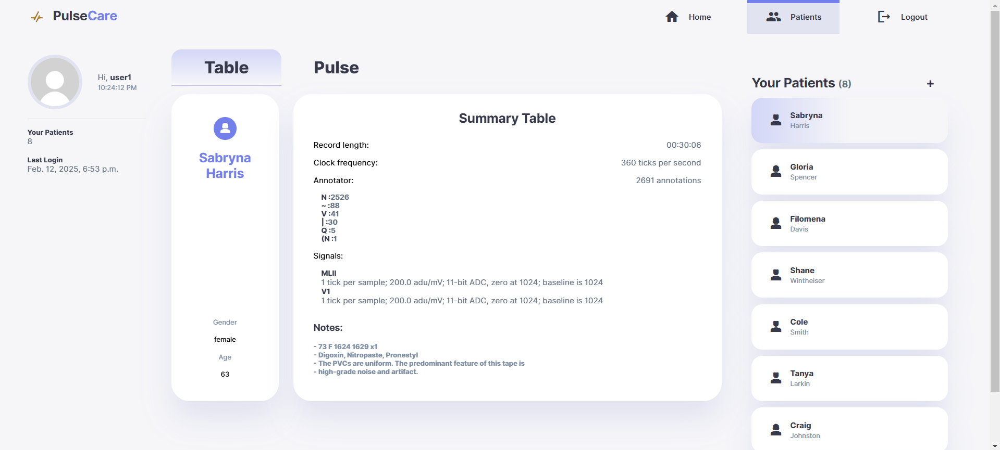 PulseCare
Home
Patients
Logout
Hi, user1
10:24:12 PM
Your Patients
8
Last Login
Feb. 12, 2025, 6:53 p.m.
Table
Pulse
Sabryna
Harris
Gender
female
Age
63
Summary Table
Record length: 00:30:06
Clock frequency: 360 ticks per second
Annotator: 2691 annotations
N :2526
~ :88
V :41
| :30
Q :5
(N :1
Signals:
MLII
1 tick per sample; 200.0 adu/mV; 11-bit ADC, zero at 1024; baseline is 1024
V1
1 tick per sample; 200.0 adu/mV; 11-bit ADC, zero at 1024; baseline is 1024
Notes:
- 73 F 1624 1629 x1
- Digoxin, Nitropaste, Pronestyl
- The PVCs are uniform. The predominant feature of this tape is
- high-grade noise and artifact.
Your Patients (8) +
Sabryna
Harris
Gloria
Spencer
Filomena
Davis
Shane
Wintheiser
Cole
Smith
Tanya
Larkin
Craig
Johnston